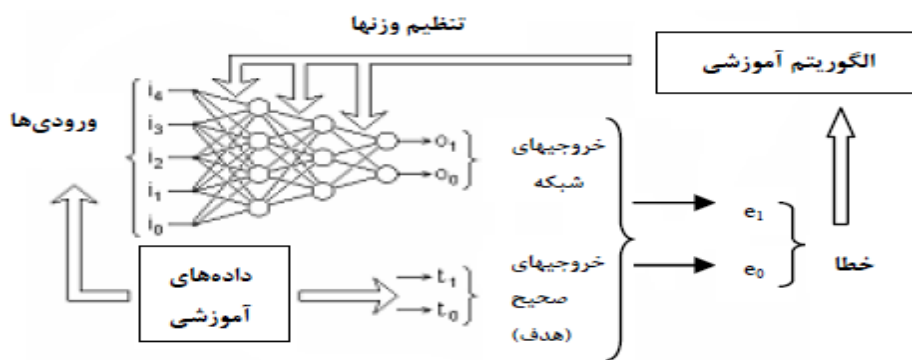 تنظیم وزنها
الگوریتم آموزشی
ورودی‌ها
i₄
i₃
i₂
i₁
i₀
o₁
o₀
خروجیهای
شبکه
e₁
e₀
خطا
داده‌های
آموزشی
t₁
t₀
خروجیهای
صحیح
(هدف)